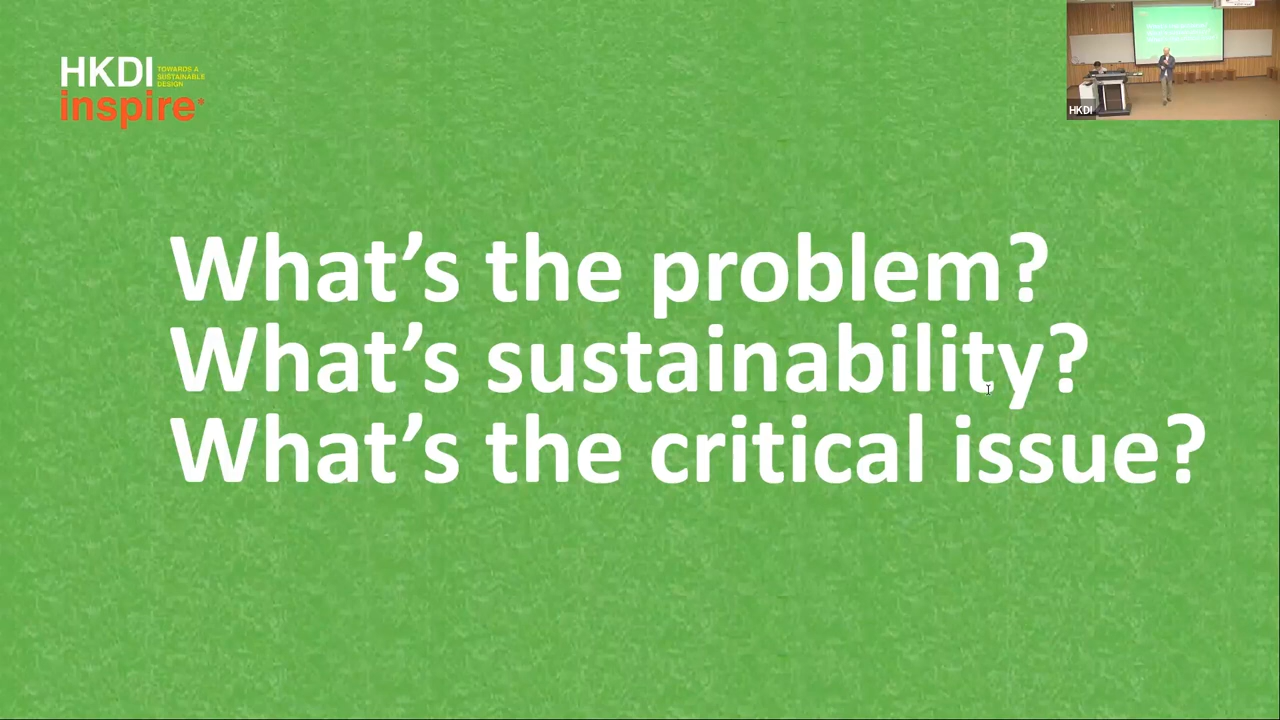 HKDI
TOWARDS A
SUSTAINABLE
DESIGN
inspire*
HKDI
What's the problem?
What's sustainability?
What's the critical issue?